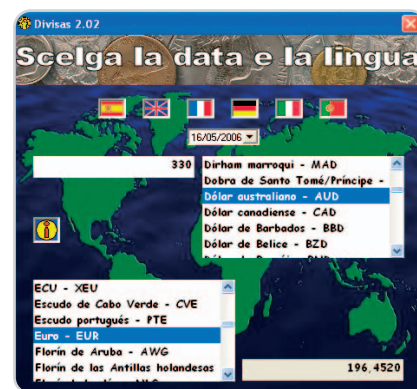 Divisas 2.02
Scelga la data e la lingua
16/05/2006
330
Dirham marroqui - MAD
Dobra de Santo Tomé/Príncipe -
Dólar australiano - AUD
Dólar canadiense - CAD
Dólar de Barbados - BBD
Dólar de Belice - BZD
ECU - XEU
Escudo de Cabo Verde - CVE
Escudo portugués - PTE
Euro - EUR
Florín de Aruba - AWG
Florín de las Antillas holandesas
196,4520